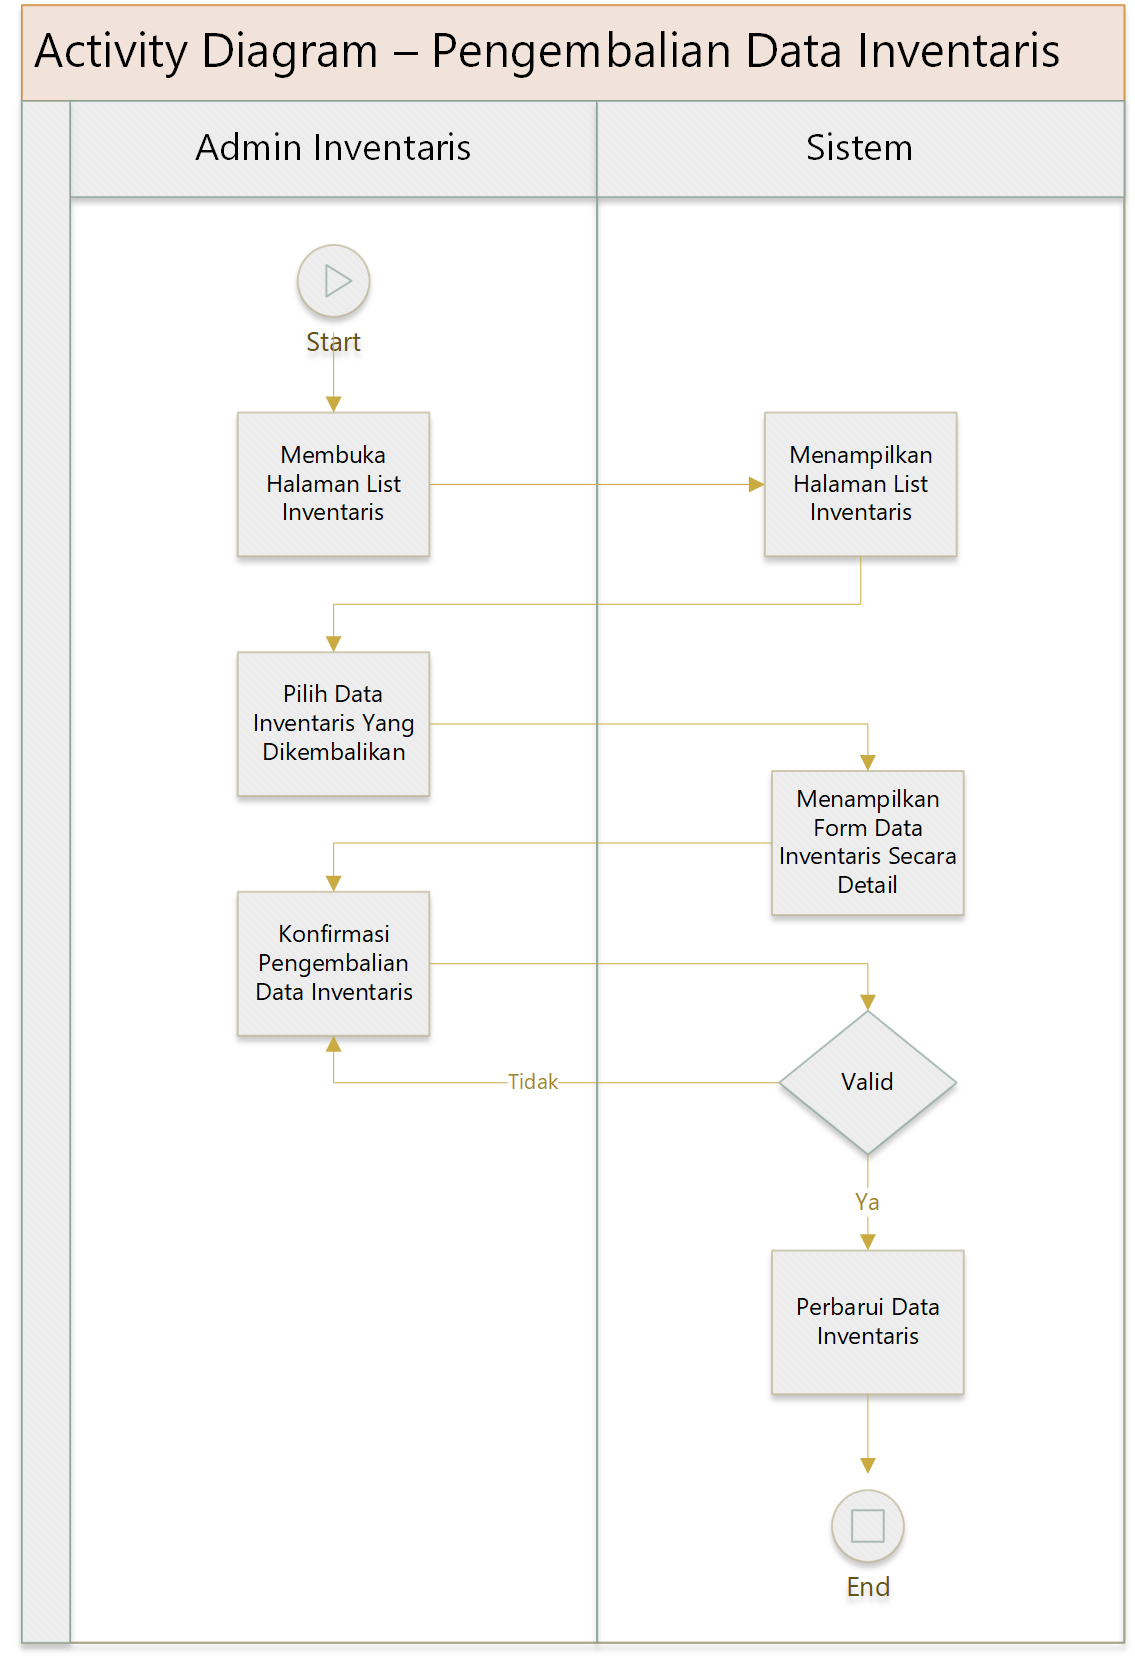 Activity Diagram – Pengembalian Data Inventaris
Admin Inventaris
Sistem
Start
Membuka
Halaman List
Inventaris
Menampilkan
Halaman List
Inventaris
Pilih Data
Inventaris Yang
Dikembalikan
Menampilkan
Form Data
Inventaris Secara
Detail
Konfirmasi
Pengembalian
Data Inventaris
Valid
Tidak
Ya
Perbarui Data
Inventaris
End